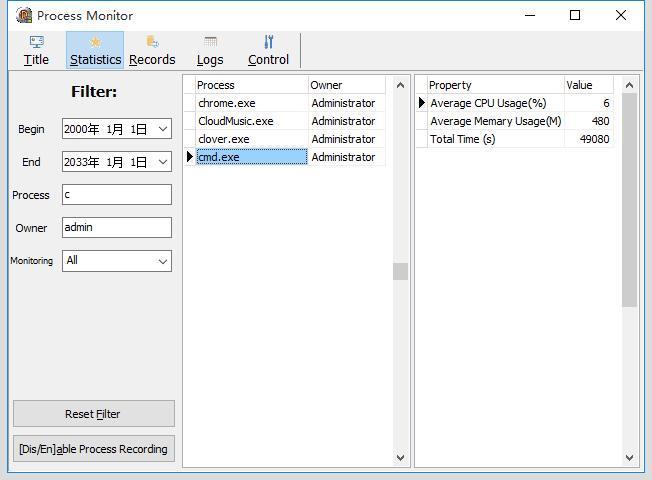 Process Monitor
Title Statistics Records Logs Control
Filter:
Begin 2000年 1月 1日
End 2033年 1月 1日
Process c
Owner admin
Monitoring All
Reset Filter
[Dis/En]able Process Recording
Process Owner
chrome.exe Administrator
CloudMusic.exe Administrator
clover.exe Administrator
cmd.exe Administrator
Property Value
Average CPU Usage(%) 6
Average Memary Usage(M) 480
Total Time (s) 49080